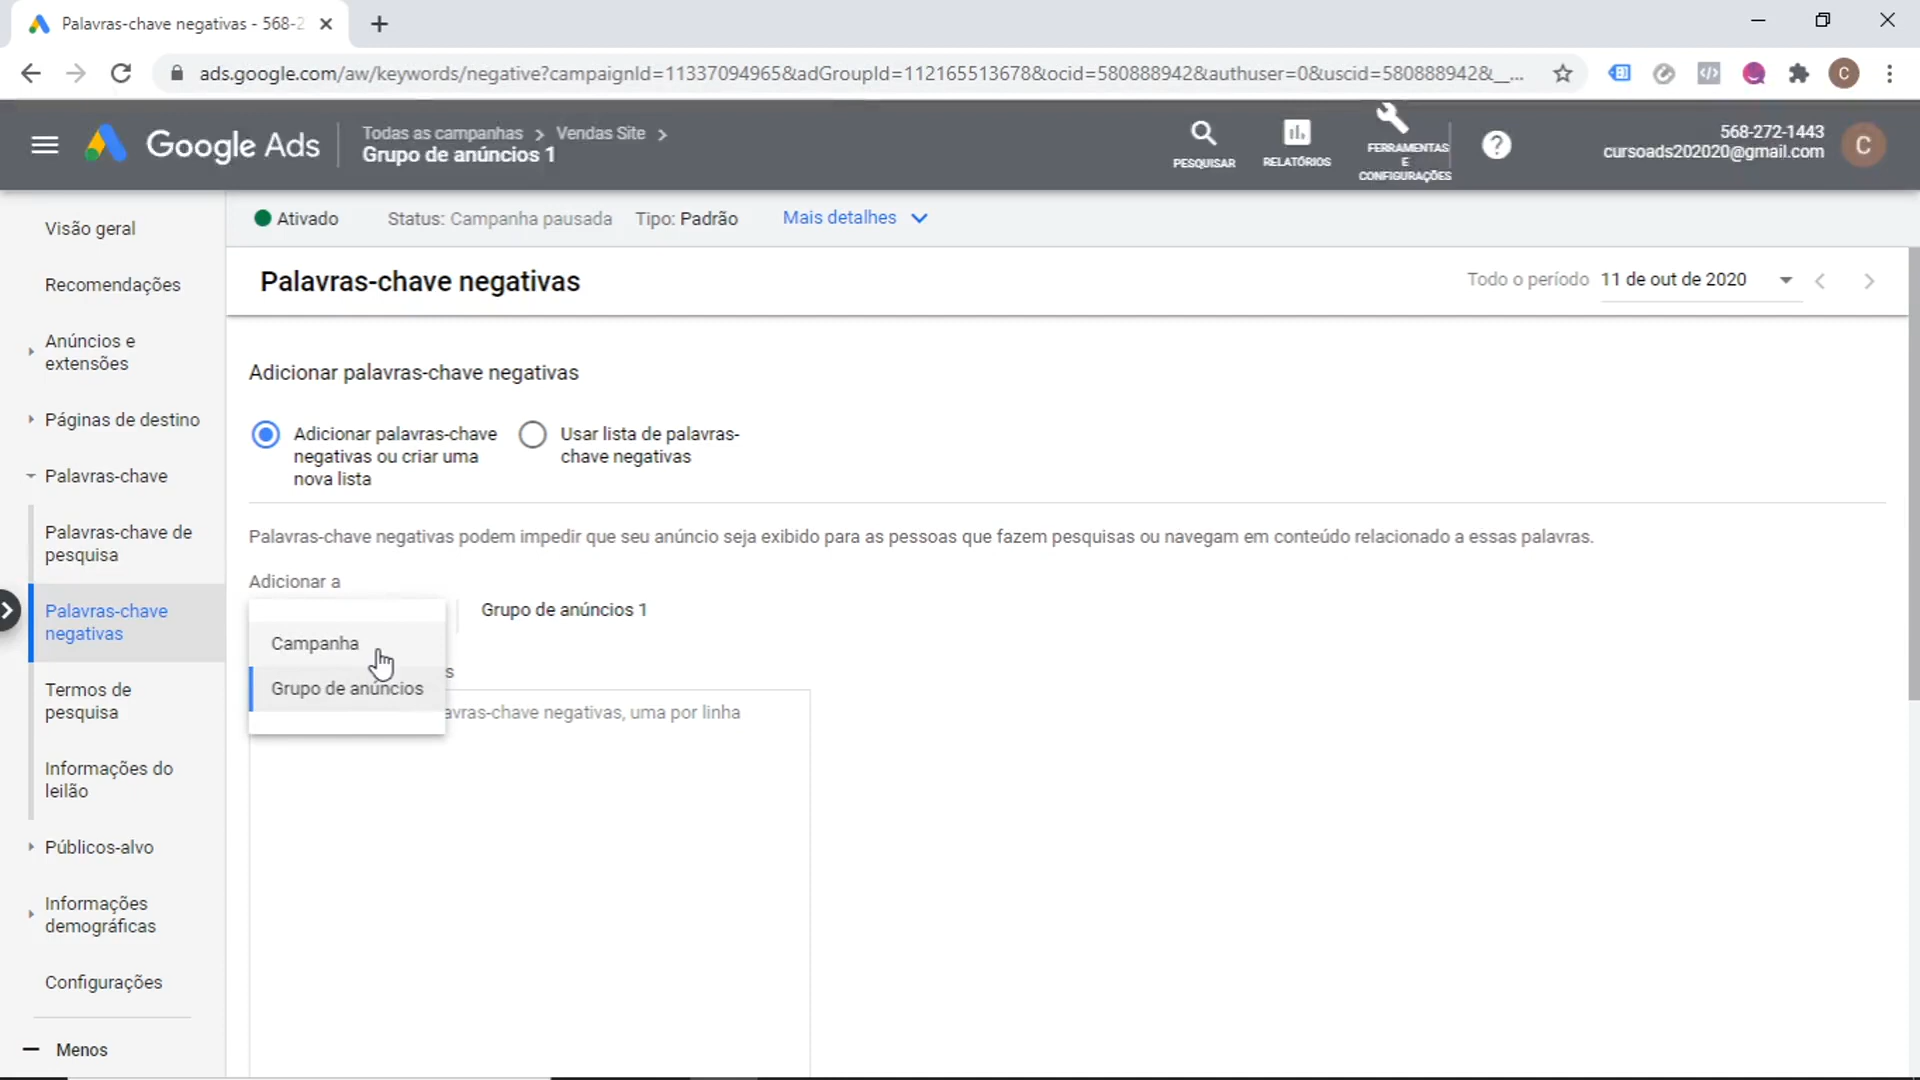 Palavras-chave negativas - 568-2
ads.google.com/aw/keywords/negative?campaignId=11337094965&adGroupId=112165513678&ocid=580888942&authuser=0&uscid=580888942&__...
C
Google Ads
Todas as campanhas > Vendas Site >
Grupo de anúncios 1
PESQUISAR
RELATÓRIOS
FERRAMENTAS
E
CONFIGURAÇÕES
?
568-272-1443
cursoads202020@gmail.com
C
Visão geral
Recomendações
Anúncios e
extensões
Páginas de destino
Palavras-chave
Palavras-chave de
pesquisa
Palavras-chave
negativas
Termos de
pesquisa
Informações do
leilão
Públicos-alvo
Informações
demográficas
Configurações
Menos
Ativado
Status: Campanha pausada
Tipo: Padrão
Mais detalhes
Palavras-chave negativas
Todo o período
11 de out de 2020
Adicionar palavras-chave negativas
Adicionar palavras-chave
negativas ou criar uma
nova lista
Usar lista de palavras-
chave negativas
Palavras-chave negativas podem impedir que seu anúncio seja exibido para as pessoas que fazem pesquisas ou navegam em conteúdo relacionado a essas palavras.
Adicionar a
Grupo de anúncios 1
Campanha
s
Grupo de anúncios
avras-chave negativas, uma por linha